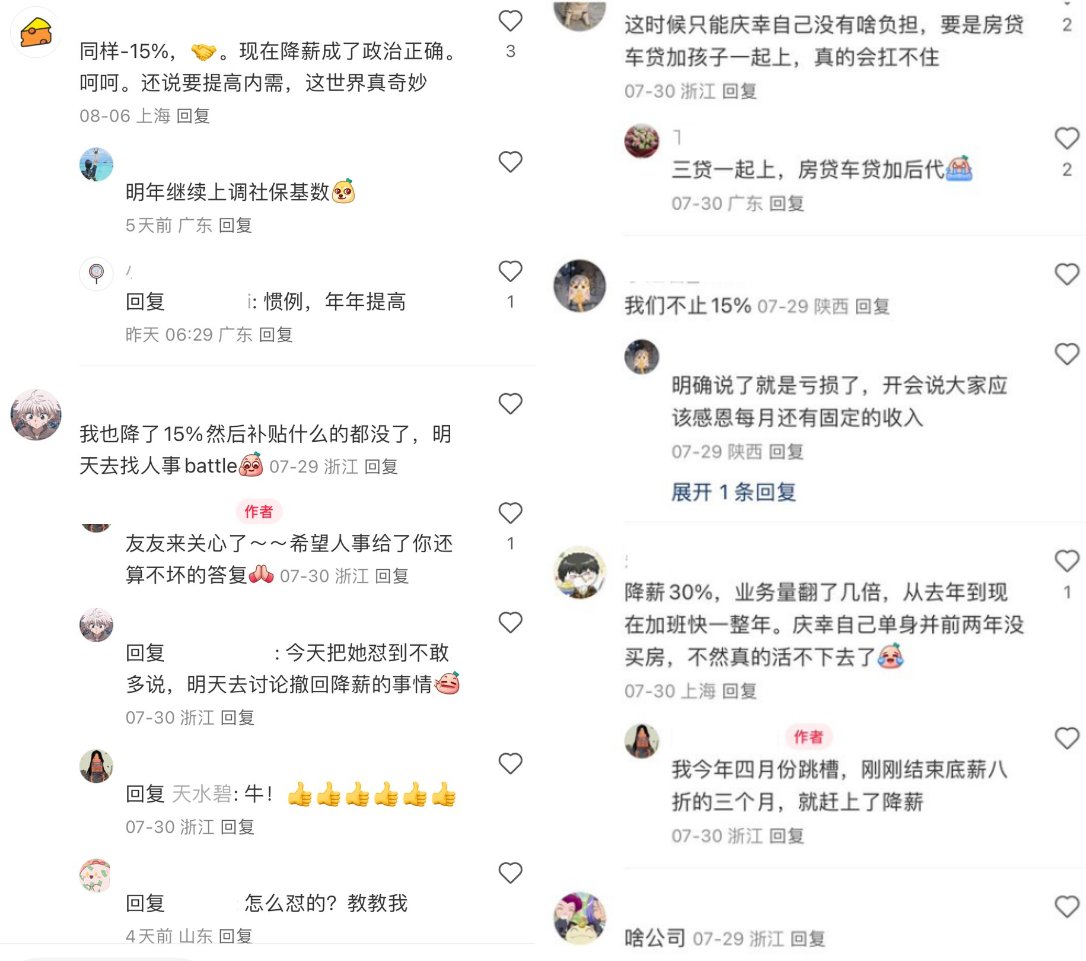 同样-15%，🤝。现在降薪成了政治正确。
呵呵。还说要提高内需，这世界真奇妙
3
08-06 上海 回复
明年继续上调社保基数
5天前 广东 回复
回复 : 惯例，年年提高
1
昨天 06:29 广东 回复
我也降了15%然后补贴什么的都没了，明
天去找人事battle 07-29 浙江 回复
作者
友友来关心了～～希望人事给了你还
算不坏的答复 07-30 浙江 回复
1
回复 : 今天把她怼到不敢
多说，明天去讨论撤回降薪的事情
07-30 浙江 回复
回复 天水碧: 牛！👍👍👍👍👍👍
07-30 浙江 回复
回复 怎么怼的？教教我
4天前 山东 回复
这时候只能庆幸自己没有啥负担，要是房贷
车贷加孩子一起上，真的会扛不住
2
07-30 浙江 回复
三贷一起上，房贷车贷加后代
2
07-30 广东 回复
我们不止15% 07-29 陕西 回复
明确说了就是亏损了，开会说大家应
该感恩每月还有固定的收入
07-29 陕西 回复
展开 1 条回复
降薪30%，业务量翻了几倍，从去年到现
在加班快一整年。庆幸自己单身并前两年没
买房，不然真的活不下去了
1
07-30 上海 回复
作者
我今年四月份跳槽，刚刚结束底薪八
折的三个月，就赶上了降薪
07-30 浙江 回复
啥公司 07-29 浙江 回复